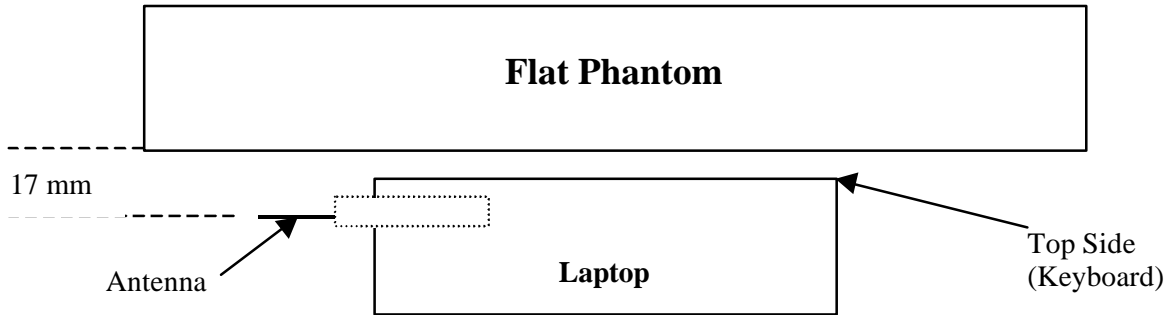 Flat Phantom
17 mm
Antenna
Laptop
Top Side
(Keyboard)